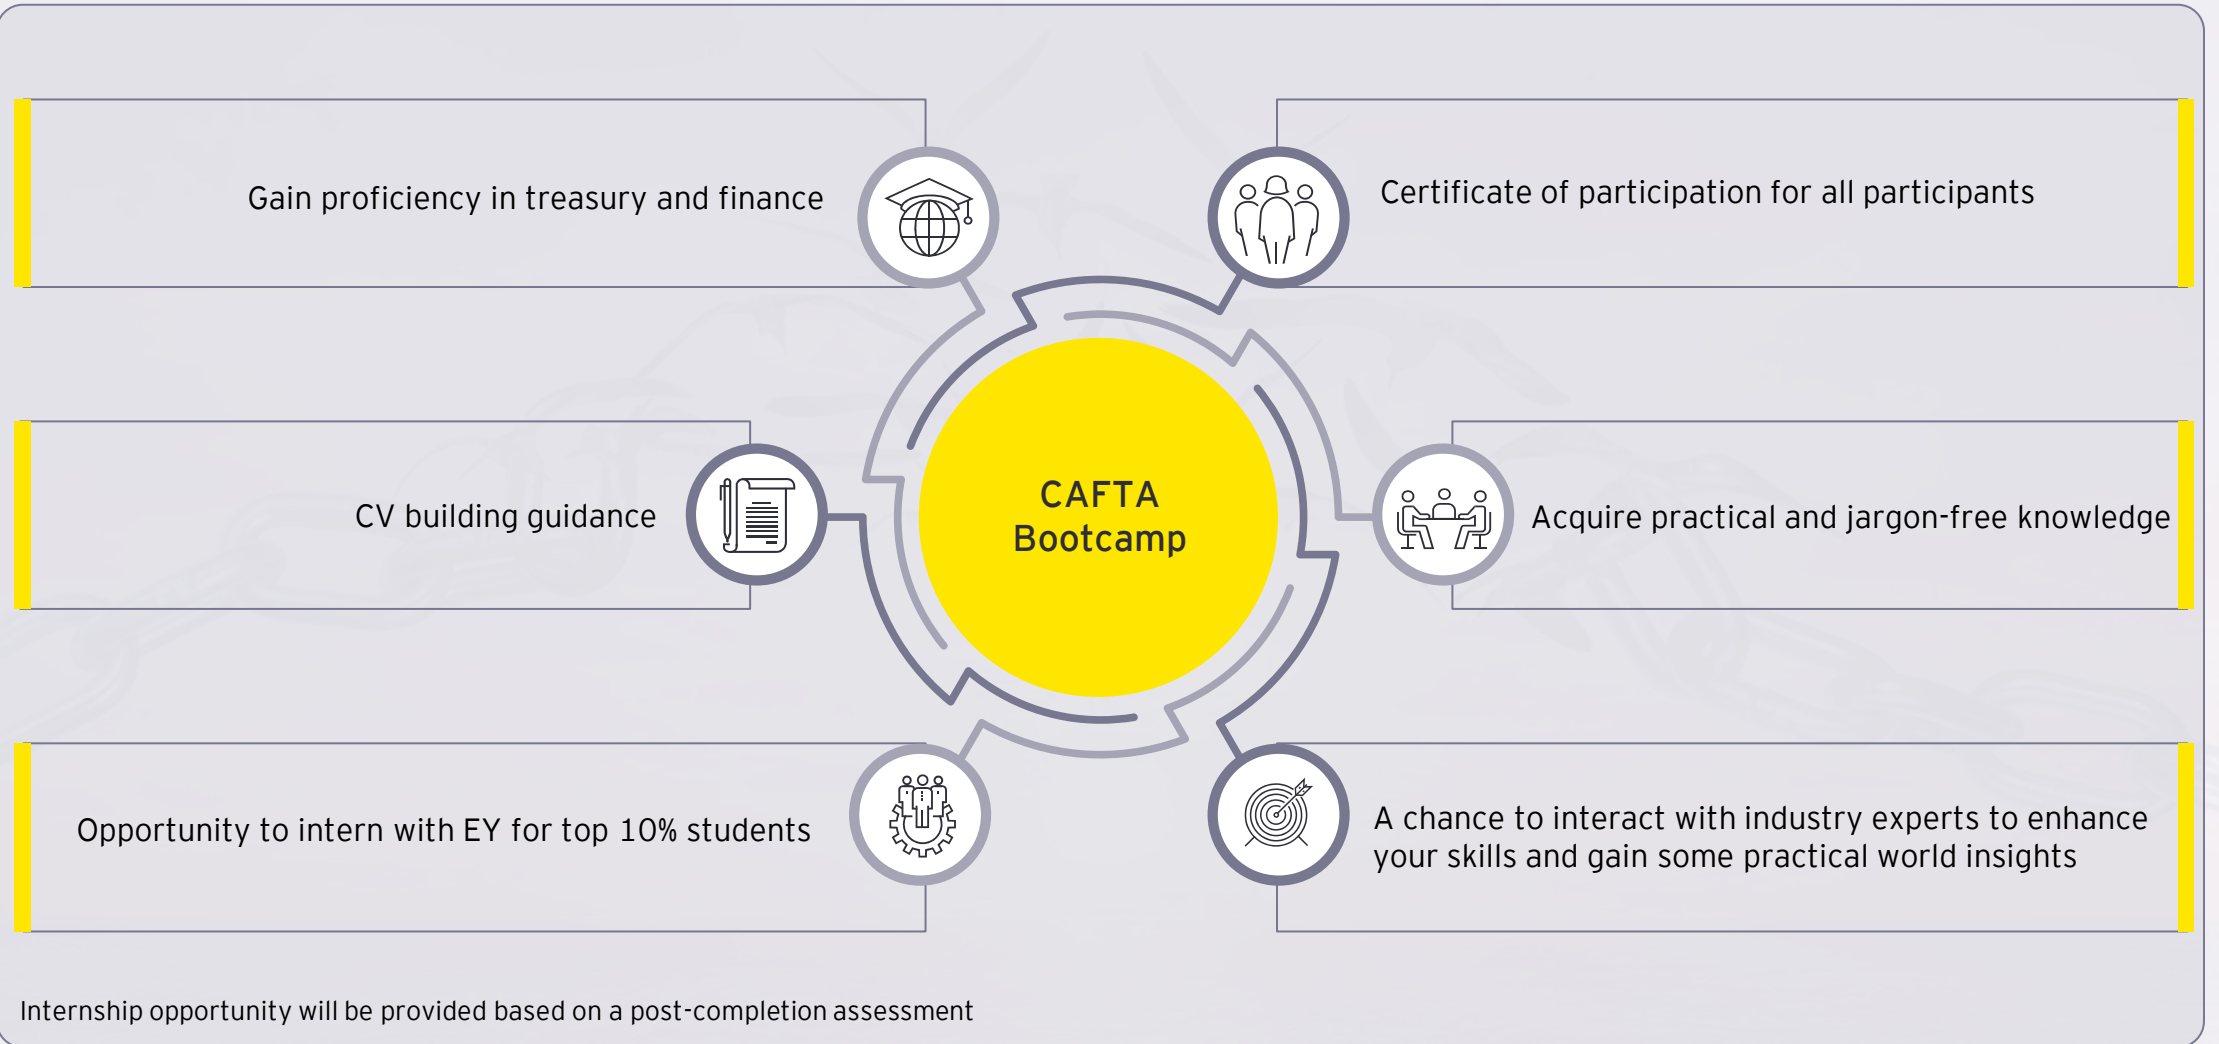 Gain proficiency in treasury and finance
Certificate of participation for all participants
CV building guidance
CAFTA
Bootcamp
Acquire practical and jargon-free knowledge
Opportunity to intern with EY for top 10% students
A chance to interact with industry experts to enhance
your skills and gain some practical world insights
Internship opportunity will be provided based on a post-completion assessment